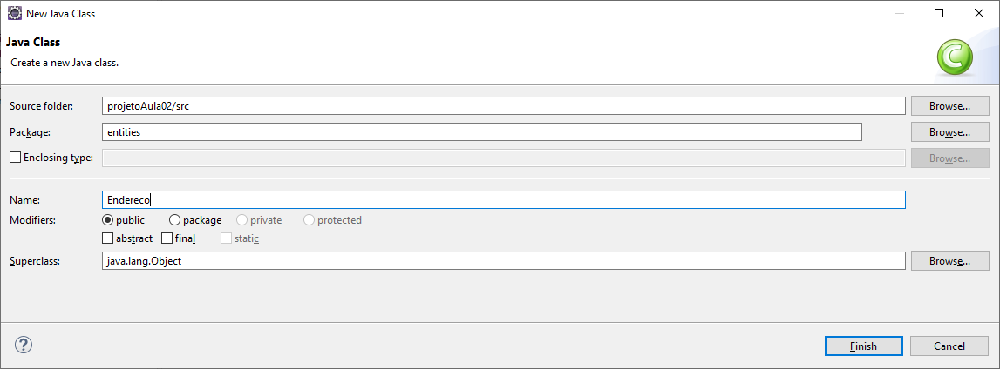 New Java Class
Java Class
Create a new Java class.
C
Source folder: projetoAula02/src Browse...
Package: entities Browse...
Enclosing type: Browse...
Name: Endereco
Modifiers: public package private protected
abstract final static
Superclass: java.lang.Object Browse...
? Finish Cancel